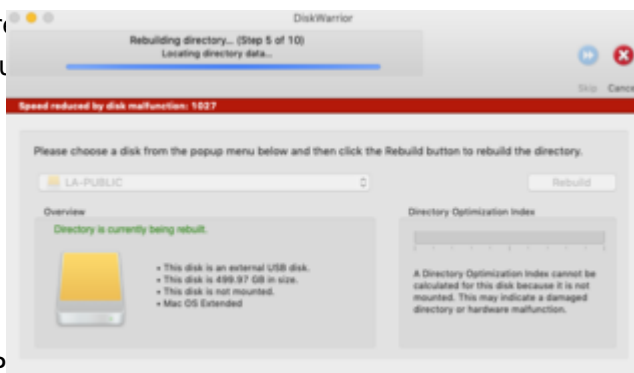 DiskWarrior
Rebuilding directory... (Step 5 of 10)
Locating directory data...
Skip Cance
Speed reduced by disk malfunction: 1027
Please choose a disk from the popup menu below and then click the Rebuild button to rebuild the directory.
LA-PUBLIC
Rebuild
Overview
Directory is currently being rebuilt.
• This disk is an external USB disk.
• This disk is 499.97 GB in size.
• This disk is not mounted.
• Mac OS Extended
Directory Optimization Index
A Directory Optimization Index cannot be
calculated for this disk because it is not
mounted. This may indicate a damaged
directory or hardware malfunction.